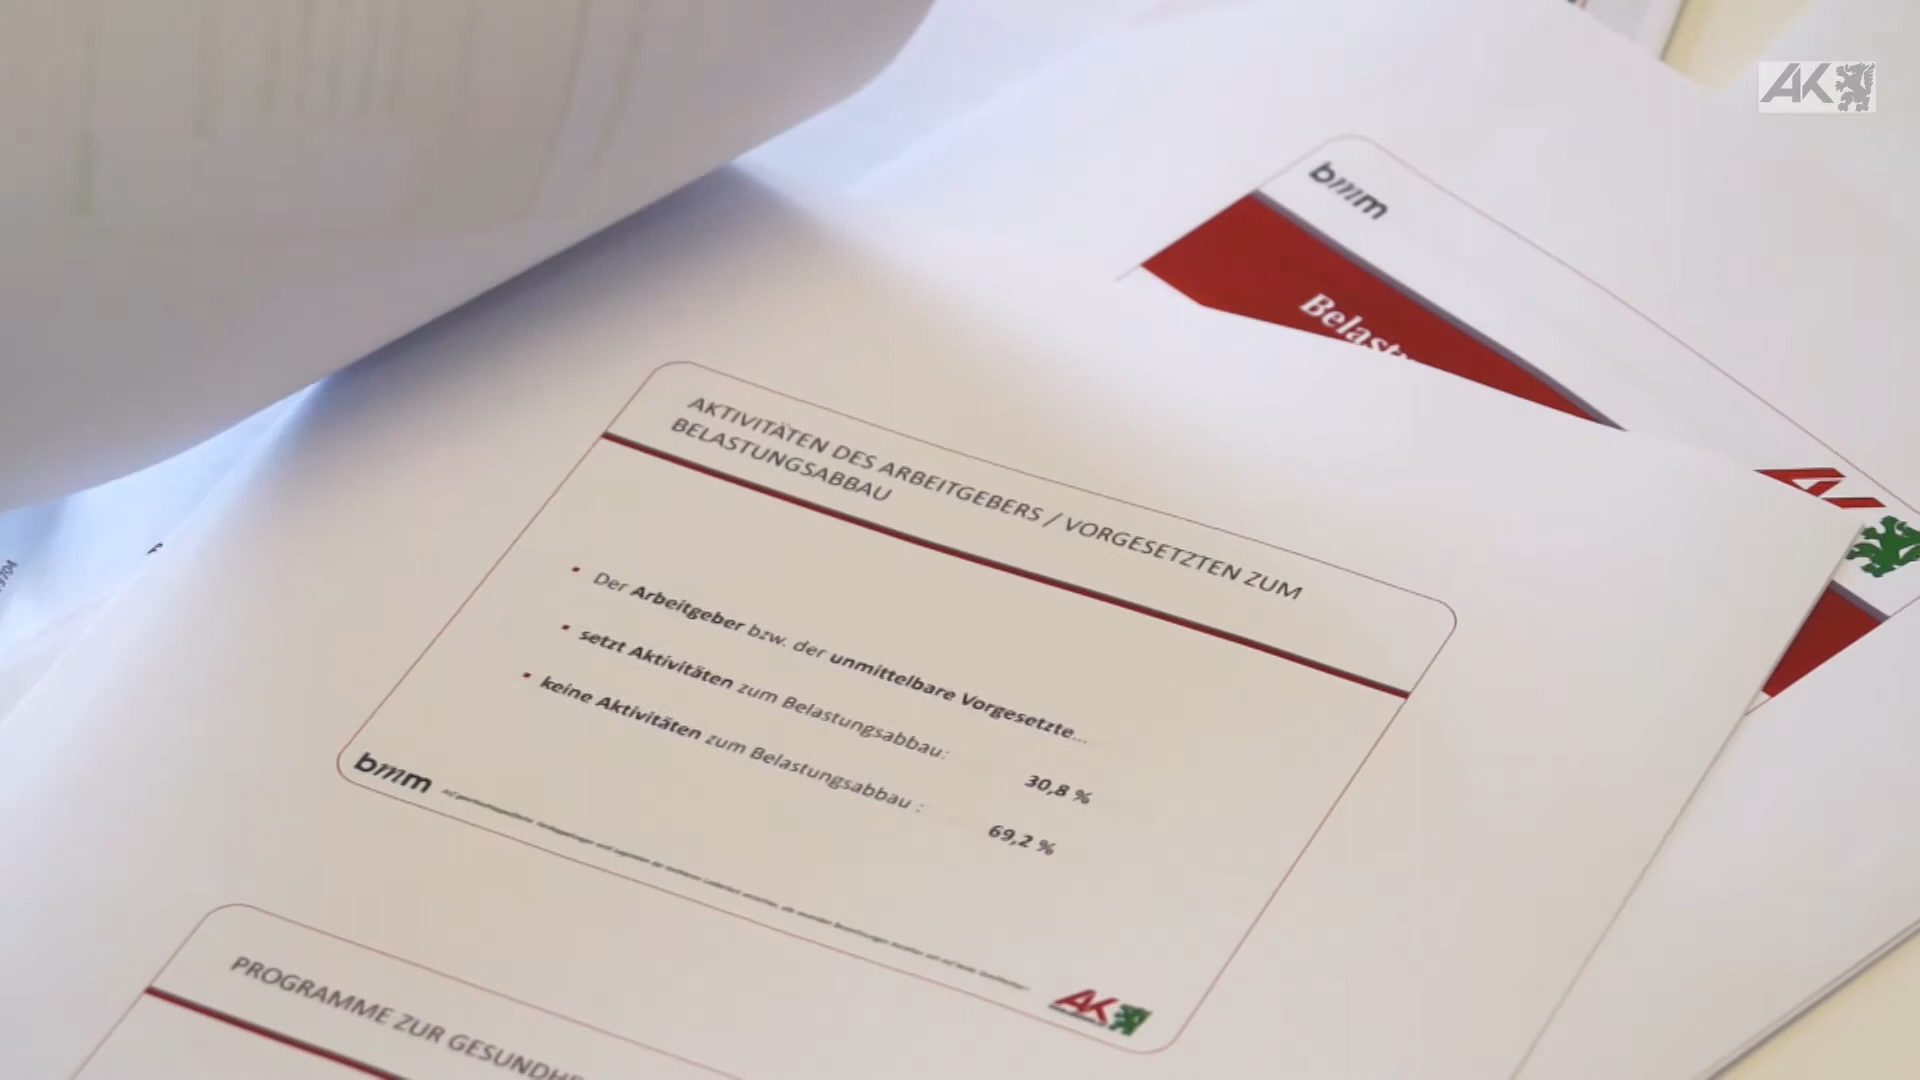 AK
bmm
Belast
AKTIVITÄTEN DES ARBEITGEBERS / VORGESETZTEN ZUM
BELASTUNGSABBAU
Der Arbeitgeber bzw. der unmittelbare Vorgesetzte...
setzt Aktivitäten zum Belastungsabbau: 30,8 %
keine Aktivitäten zum Belastungsabbau : 69,2 %
bmm
AK
PROGRAMME ZUR GESUNDHE